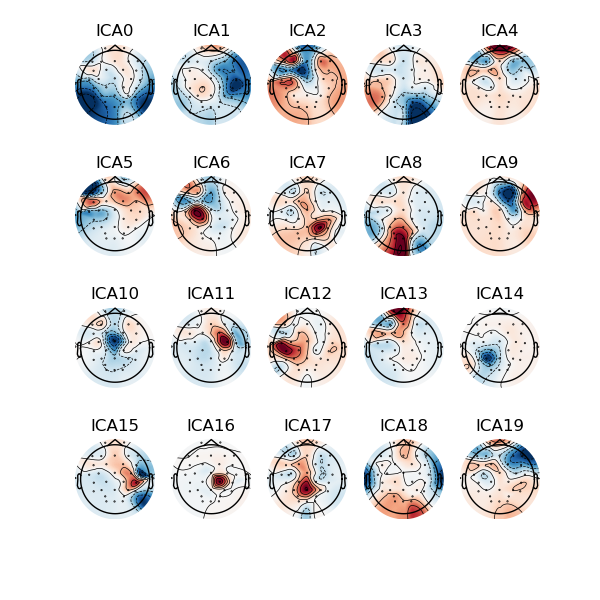 ICA0 ICA1 ICA2 ICA3 ICA4
ICA5 ICA6 ICA7 ICA8 ICA9
ICA10 ICA11 ICA12 ICA13 ICA14
ICA15 ICA16 ICA17 ICA18 ICA19